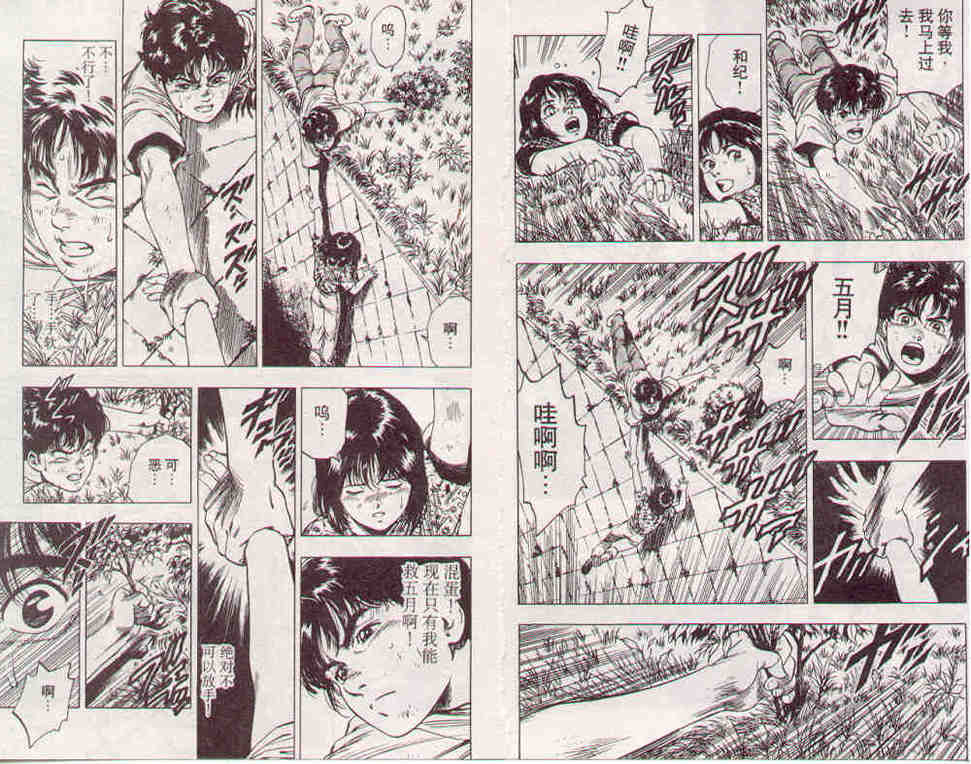 你等我，
我马上过
去！
和纪！
哇啊!!
五月!!
啊…
哇啊啊…
呜…
啊…
不…
不行了！
手…手软
了…
呜…
可
恶
混蛋！
现在只有我能
救五月啊！
绝对不
可以放手！
啊…